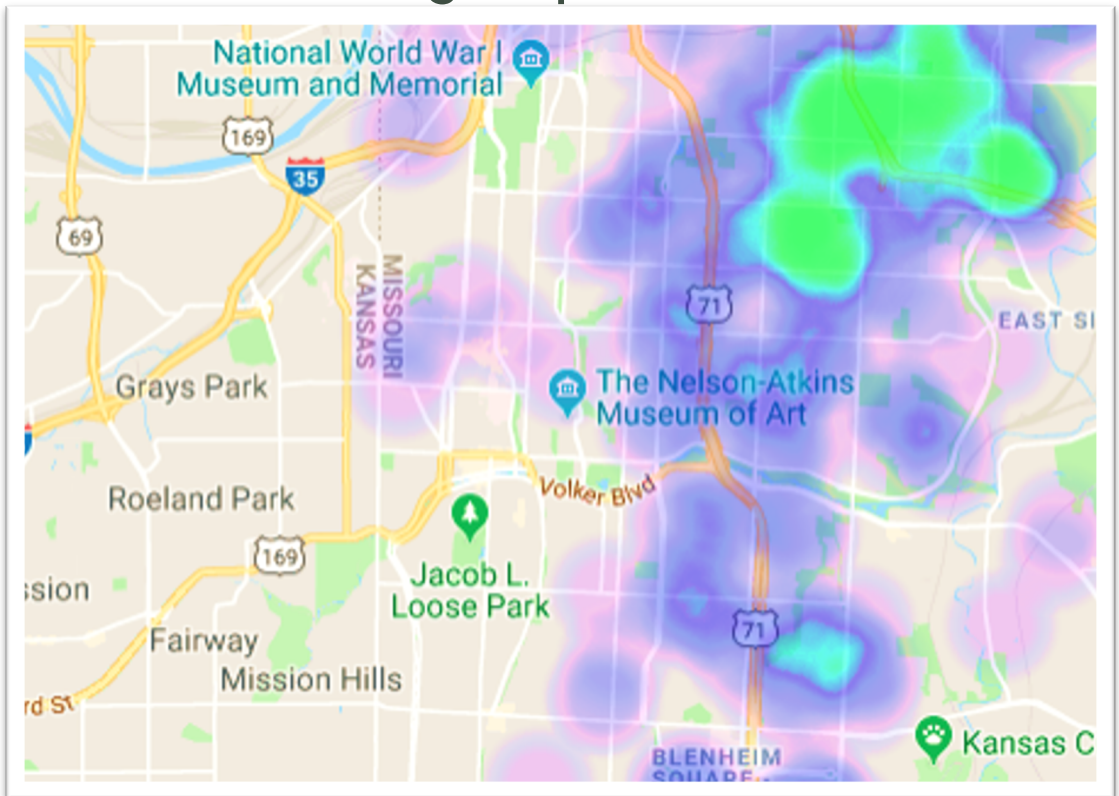 National World War I
Museum and Memorial
169
35
69
MISSOURI
KANSAS
71
EAST SI
Grays Park
The Nelson-Atkins
Museum of Art
Roeland Park
Volker Blvd
169
Jacob L.
Loose Park
ssion
Fairway
71
Mission Hills
rd St
Kansas C
BLENHEIM
SQUARE